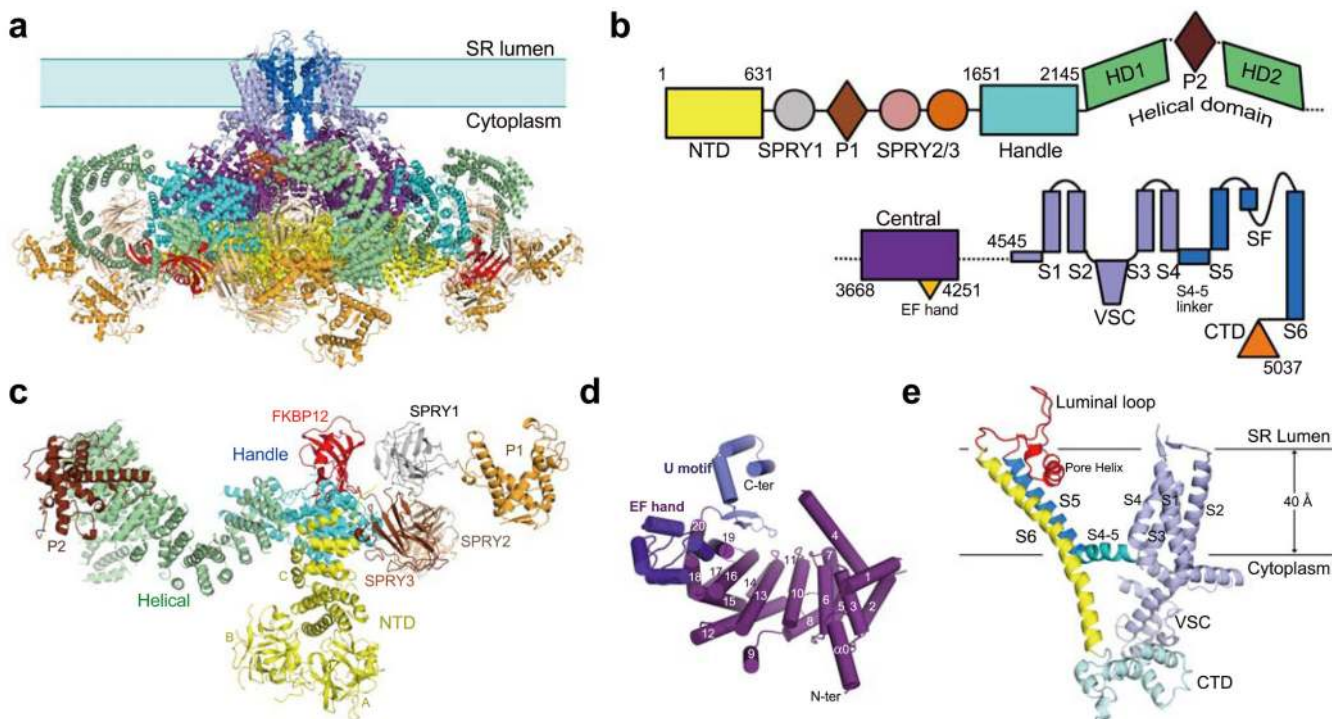 a
SR lumen
Cytoplasm
b
1 631 1651 2145
HD1 P2 HD2
Helical domain
NTD SPRY1 P1 SPRY2/3 Handle
Central
3668 4251
EF hand
4545
S1 S2 S3 S4 S5 SF
VSC
S4-5
linker
CTD S6
5037
c
FKBP12 SPRY1
Handle P1
P2
SPRY2
SPRY3
Helical
C
NTD
B
A
d
U motif
C-ter
EF hand
20
19
4
18 17 16 14 13 11 10 7 6 5 3 1 2
15
12 8
9 α0
N-ter
e
Luminal loop
SR Lumen
Pore Helix
S5 S4 S1 S2
40 Å
S6 S4-5 S3
Cytoplasm
VSC
CTD